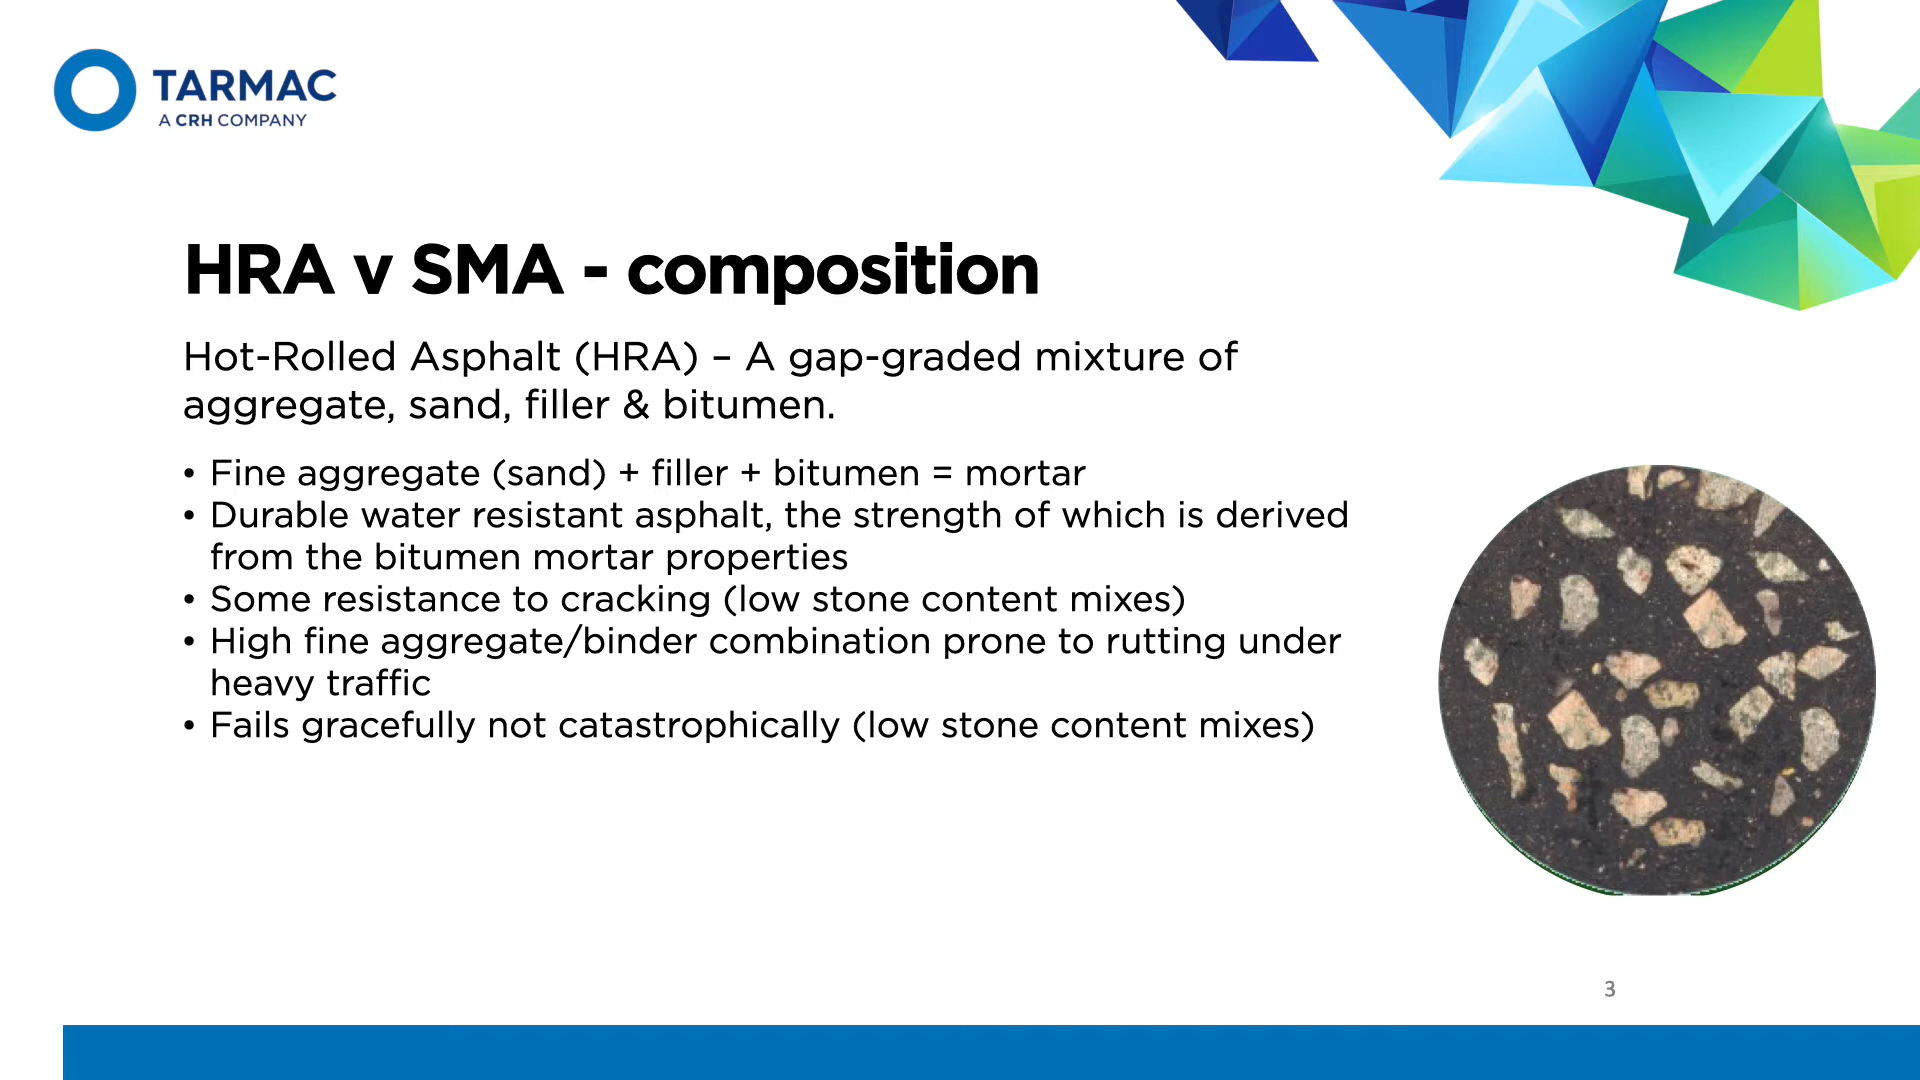 TARMAC
A CRH COMPANY
HRA v SMA - composition
Hot-Rolled Asphalt (HRA) – A gap-graded mixture of
aggregate, sand, filler & bitumen.
• Fine aggregate (sand) + filler + bitumen = mortar
• Durable water resistant asphalt, the strength of which is derived
from the bitumen mortar properties
• Some resistance to cracking (low stone content mixes)
• High fine aggregate/binder combination prone to rutting under
heavy traffic
• Fails gracefully not catastrophically (low stone content mixes)
3